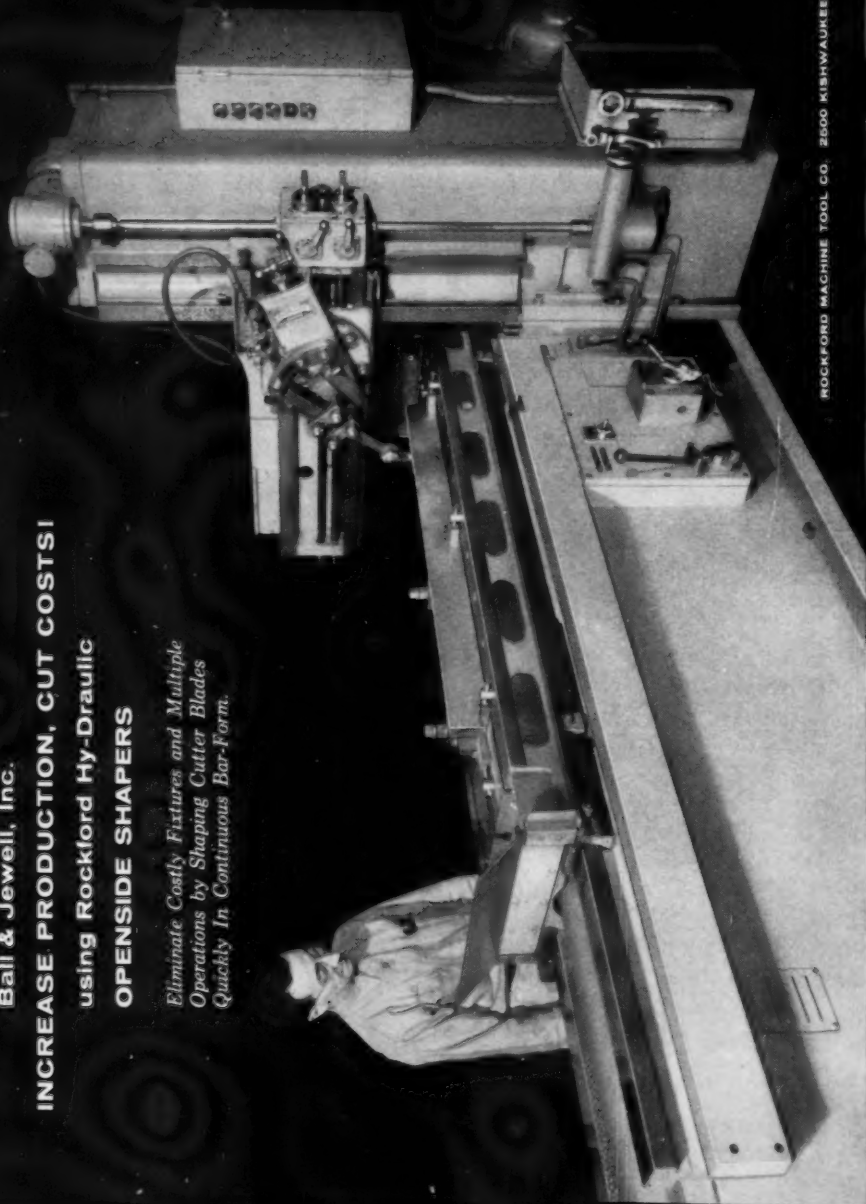 Ball & Jewell, Inc.
INCREASE PRODUCTION, CUT COSTS!
using Rockford Hy-Draulic
OPENSIDE SHAPERS
Eliminate Costly Fixtures and Multiple
Operations by Shaping Cutter Blades
Quickly In Continuous Bar-Form.
ROCKFORD MACHINE TOOL CO. 2500 KISHWAUKEE